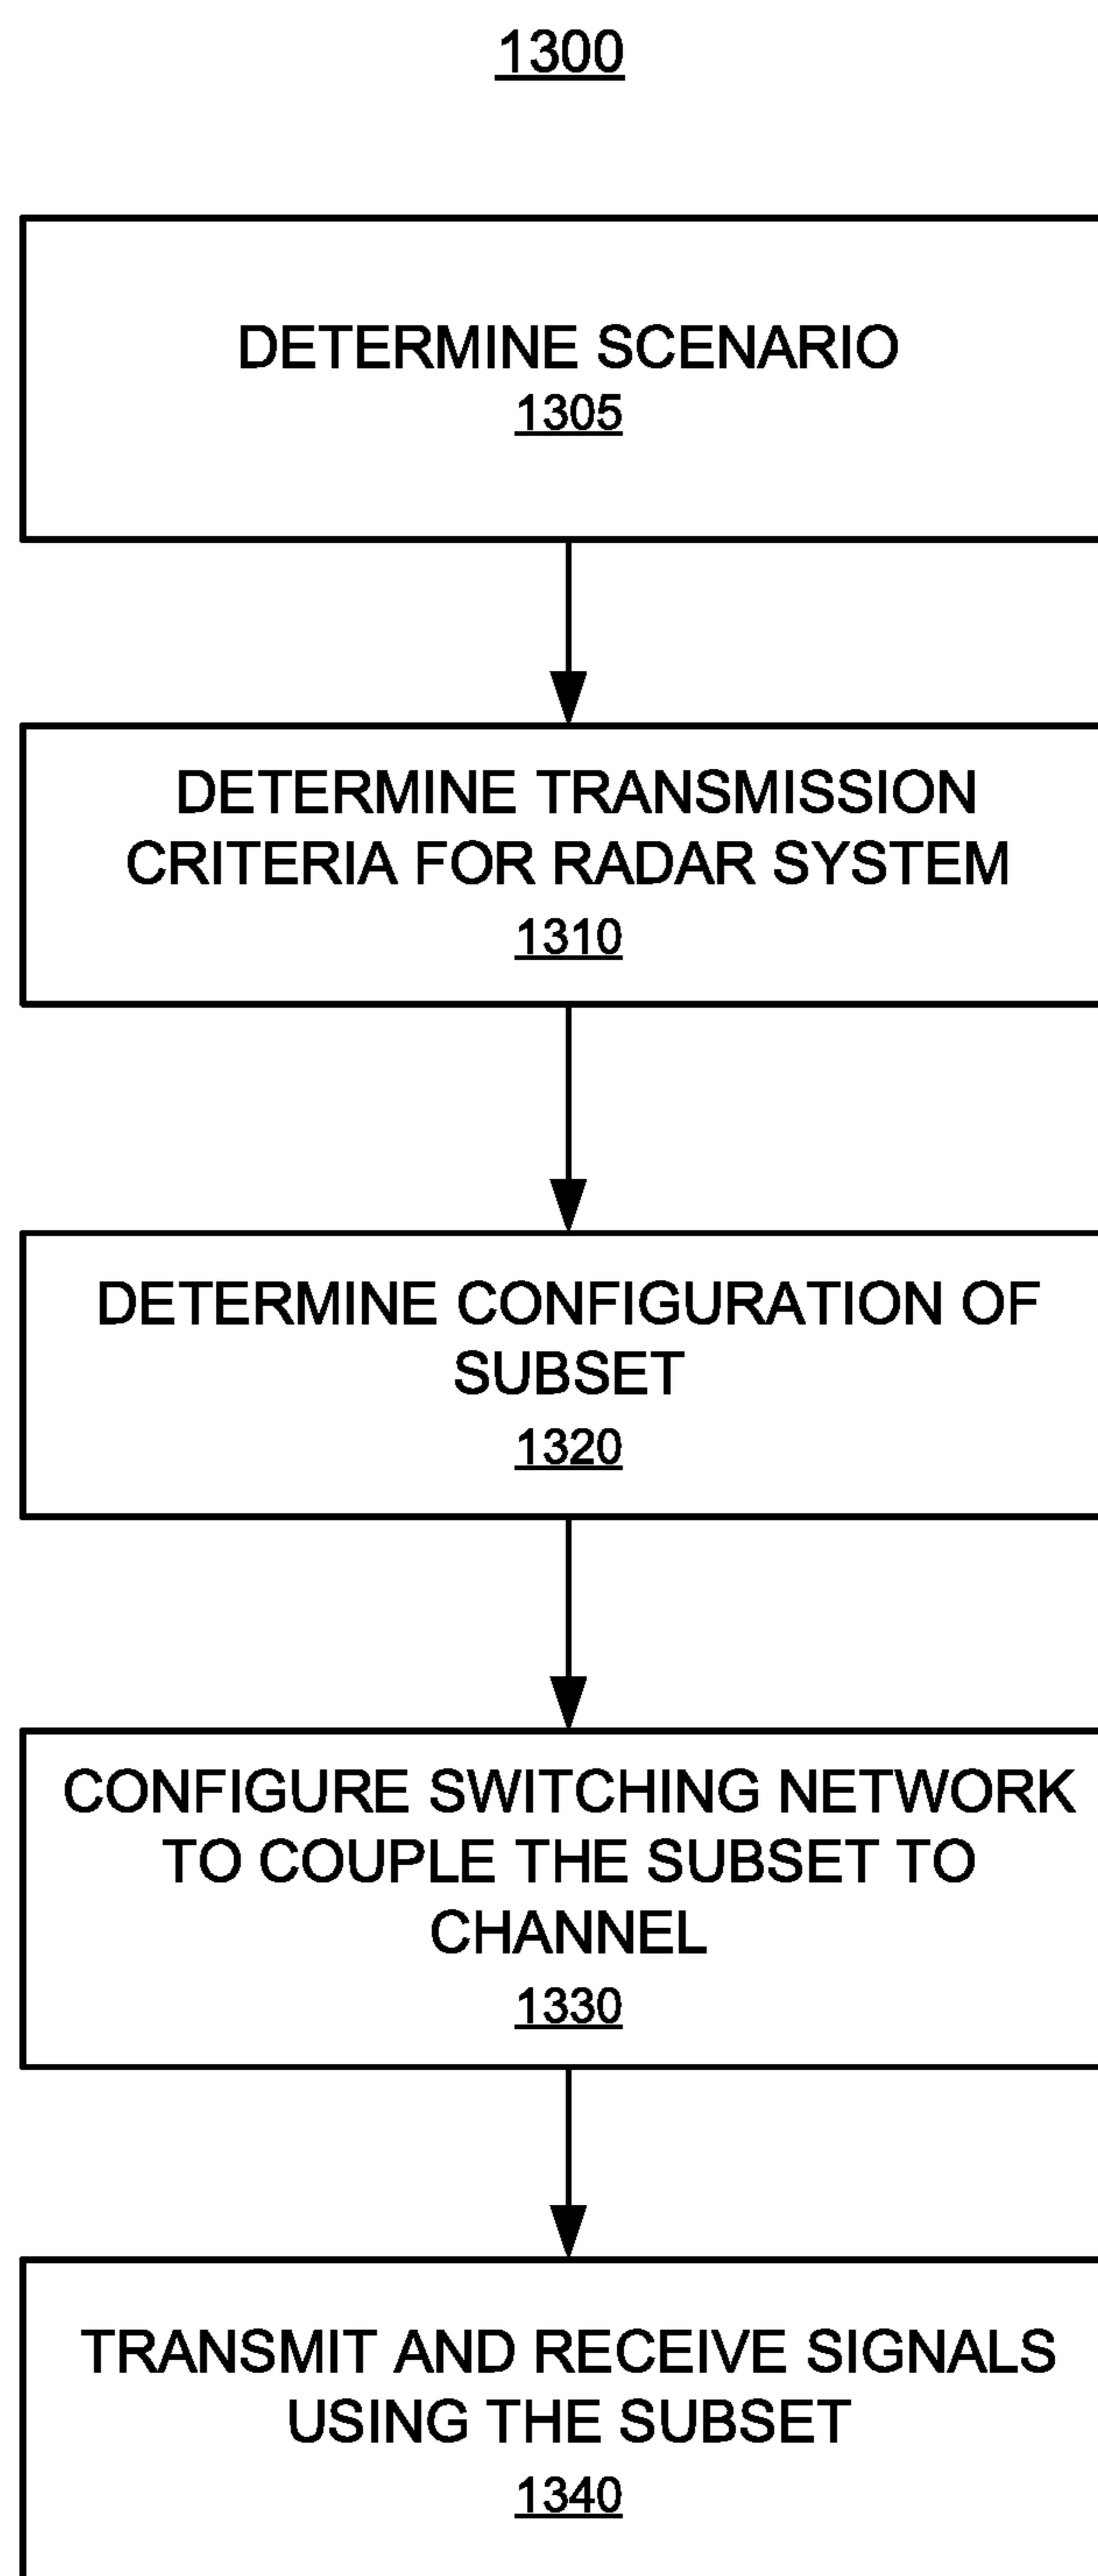 1300
DETERMINE SCENARIO
1305
DETERMINE TRANSMISSION
CRITERIA FOR RADAR SYSTEM
1310
DETERMINE CONFIGURATION OF
SUBSET
1320
CONFIGURE SWITCHING NETWORK
TO COUPLE THE SUBSET TO
CHANNEL
1330
TRANSMIT AND RECEIVE SIGNALS
USING THE SUBSET
1340